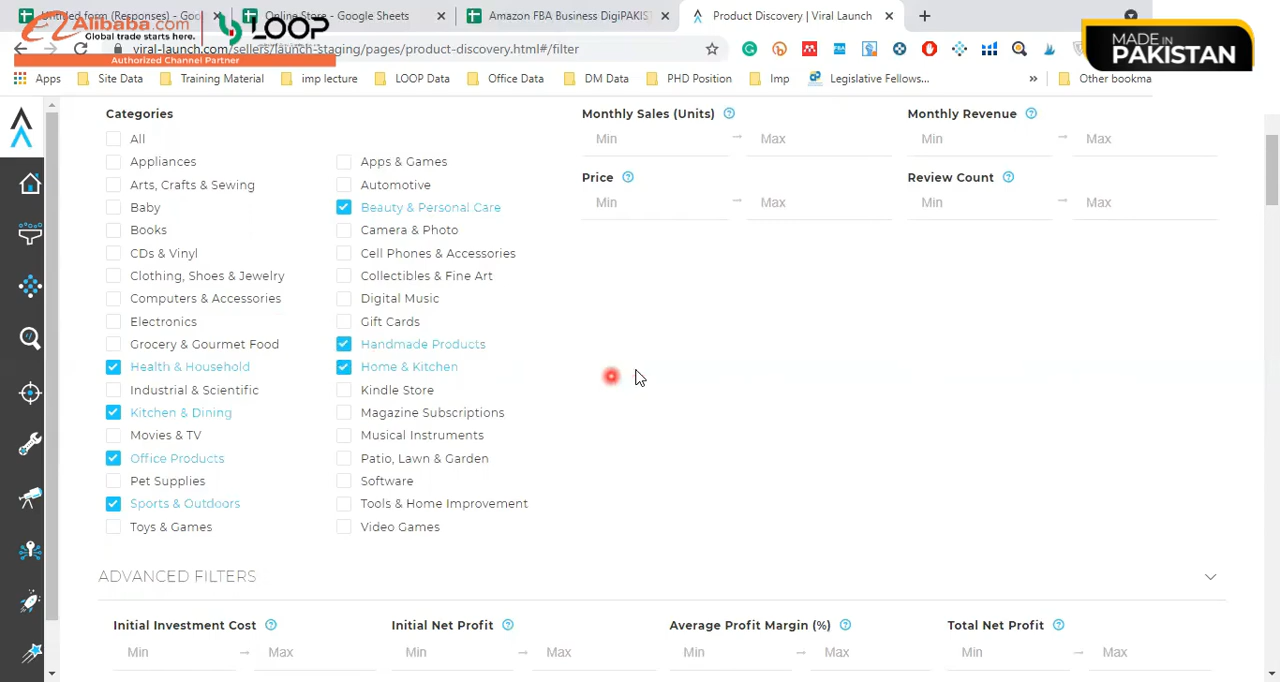 Untitled form (Responses) - Goo
Online Store - Google Sheets
Amazon FBA Business DigiPAKIST
Product Discovery | Viral Launch
Alibaba.com
Global trade starts here.
Authorized Channel Partner
LOOP
MADE IN
PAKISTAN
viral-launch.com/sellers/launch-staging/pages/product-discovery.html#/filter
Apps
Site Data
Training Material
imp lecture
LOOP Data
Office Data
DM Data
PHD Position
Imp
Legislative Fellows...
»
Other bookma
Categories
Monthly Sales (Units)
Monthly Revenue
All
Min
Max
Min
Max
Appliances
Apps & Games
Price
Review Count
Arts, Crafts & Sewing
Automotive
Min
Max
Min
Max
Baby
Beauty & Personal Care
Books
Camera & Photo
CDs & Vinyl
Cell Phones & Accessories
Clothing, Shoes & Jewelry
Collectibles & Fine Art
Computers & Accessories
Digital Music
Electronics
Gift Cards
Grocery & Gourmet Food
Handmade Products
Health & Household
Home & Kitchen
Industrial & Scientific
Kindle Store
Kitchen & Dining
Magazine Subscriptions
Movies & TV
Musical Instruments
Office Products
Patio, Lawn & Garden
Pet Supplies
Software
Sports & Outdoors
Tools & Home Improvement
Toys & Games
Video Games
ADVANCED FILTERS
Initial Investment Cost
Initial Net Profit
Average Profit Margin (%)
Total Net Profit
Min
Max
Min
Max
Min
Max
Min
Max